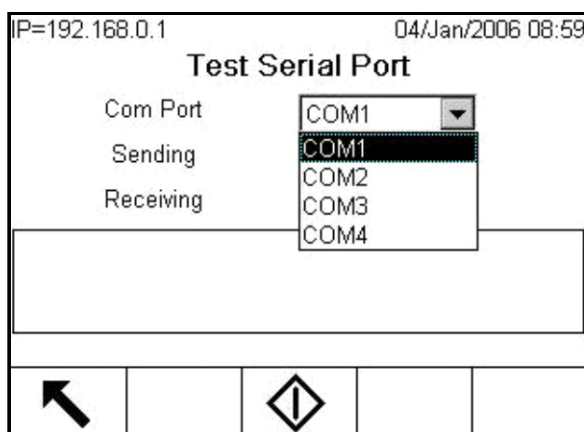 IP=192.168.0.1 04/Jan/2006 08:59
Test Serial Port
Com Port COM1
Sending COM1
COM2
Receiving COM3
COM4